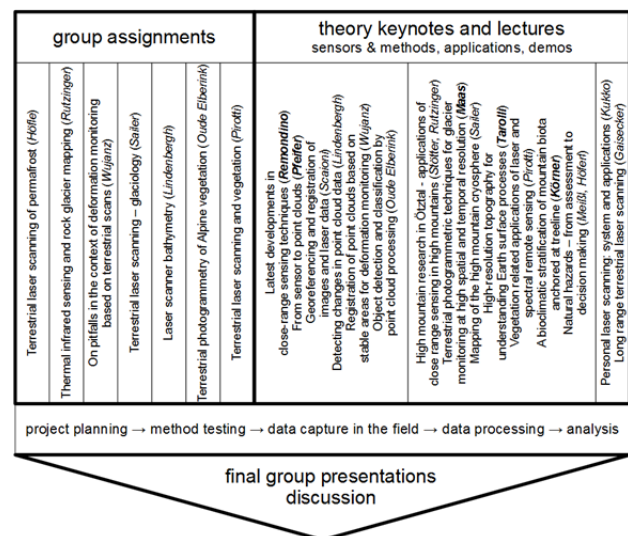 group assignments
theory keynotes and lectures
sensors & methods, applications, demos
Terrestrial laser scanning of permafrost (Höfle)
Thermal infrared sensing and rock glacier mapping (Rutzinger)
On pitfalls in the context of deformation monitoring
based on terrestrial scans (Wujanz)
Terrestrial laser scanning – glaciology (Sailer)
Laser scanner bathymetry (Lindenbergh)
Terrestrial photogrammetry of Alpine vegetation (Oude Elberink)
Terrestrial laser scanning and vegetation (Pirotti)
Latest developments in
close-range sensing techniques (Remondino)
From sensor to point clouds (Pfeffer)
Georeferencing and registration of
images and laser data (Scaioni)
Detecting changes in point cloud data (Lindenbergh)
Registration of point clouds based on
stable areas for deformation monitoring (Wujanz)
Object detection and classification by
point cloud processing (Oude Elberink)
High mountain research in Ötztal - applications of
close range sensing in high mountains (Stötter, Rutzinger)
Terrestrial photogrammetric techniques for glacier
monitoring at high spatial and temporal resolution (Maas)
Mapping of the high mountain cryosphere (Sailer)
High-resolution topography for
understanding Earth surface processes (Tarolli)
Vegetation related applications of laser and
spectral remote sensing (Pirotti)
A bioclimatic stratification of mountain biota
anchored at treeline (Körner)
Natural hazards – from assessment to
decision making (Meißl, Höferl)
Personal laser scanning: system and applications (Kukko)
Long range terrestrial laser scanning (Gaisecker)
project planning → method testing → data capture in the field → data processing → analysis
final group presentations
discussion